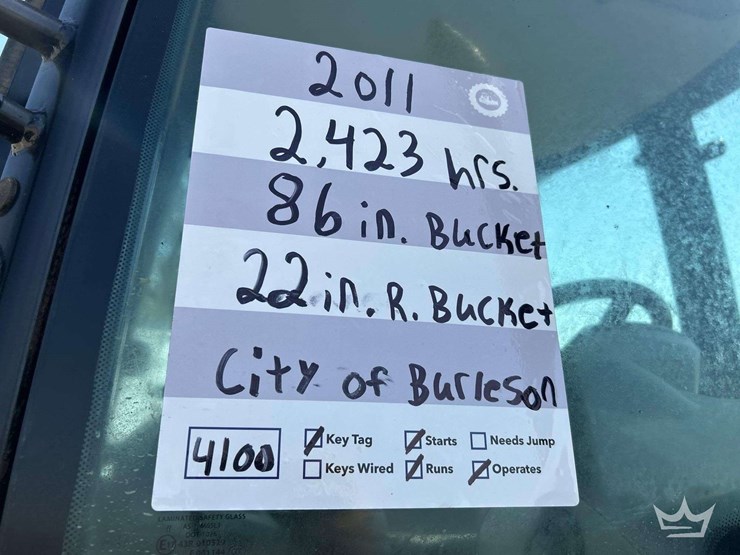 2011
2,423 hrs.
86 in. Bucket
22 in. R. Bucket
City of Burleson
4100
Key Tag Starts Needs Jump
Keys Wired Runs Operates